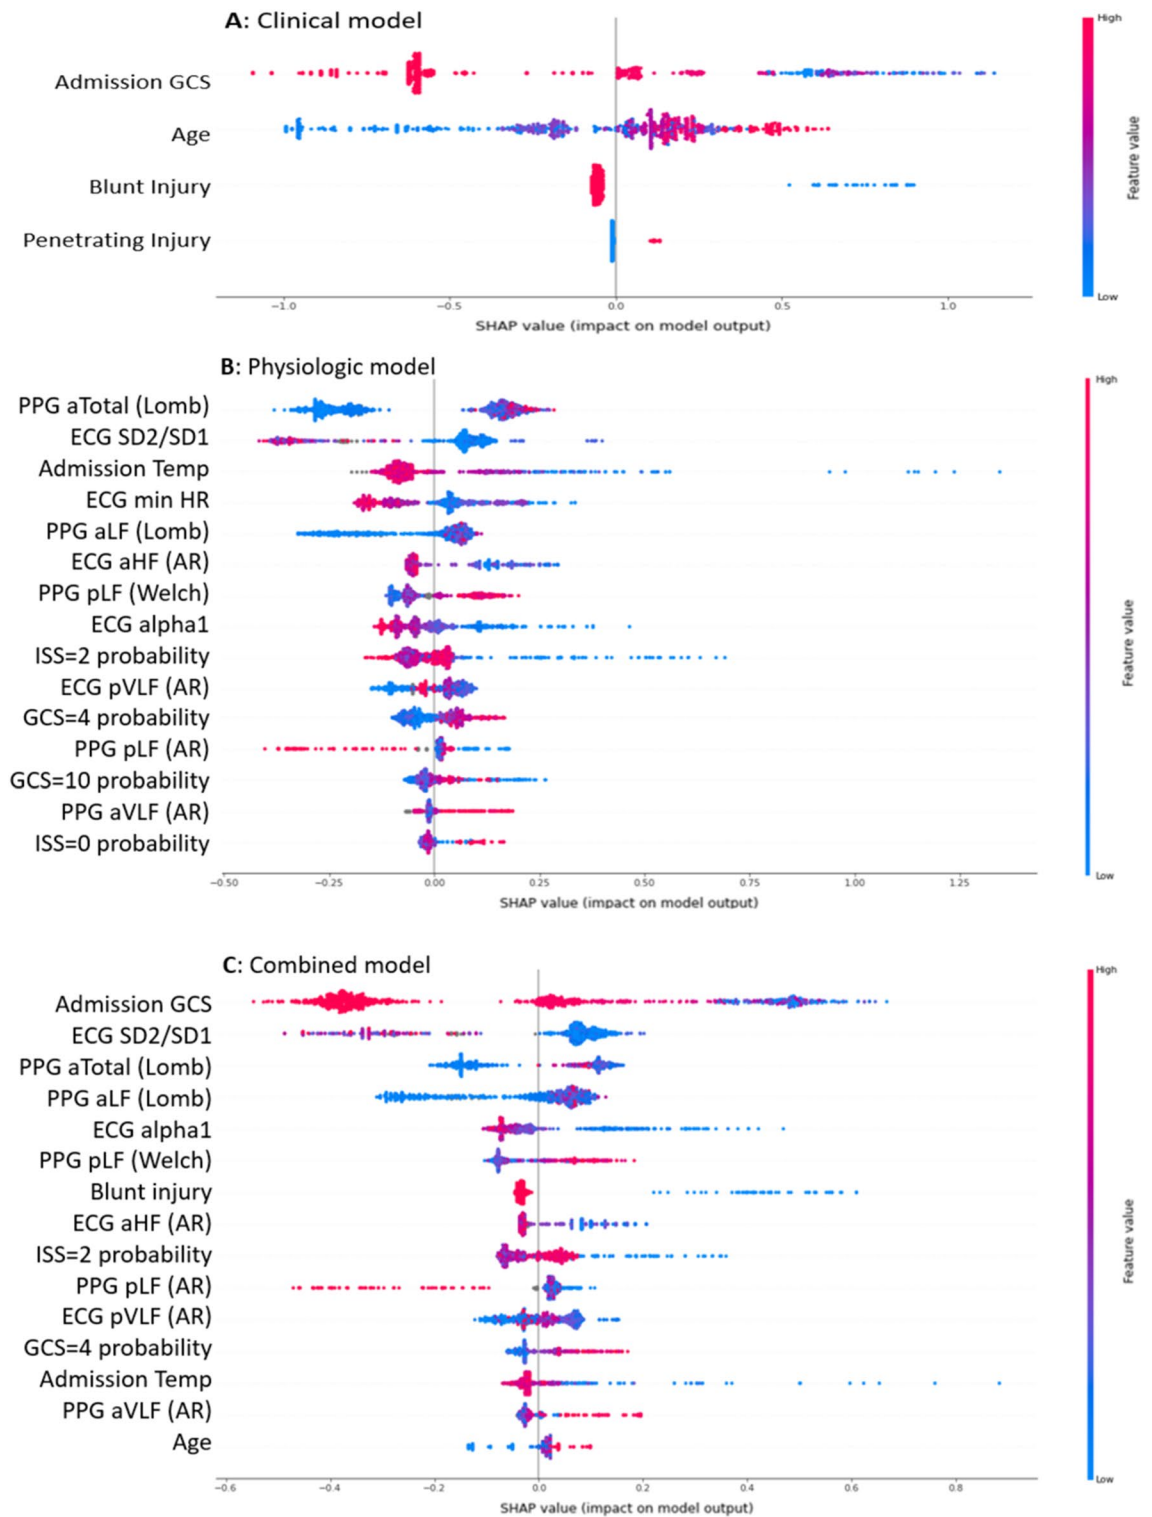 A: Clinical model
High
Admission GCS
Age
Blunt Injury
Penetrating Injury
Feature value
Low
−1.0 −0.5 0.0 0.5 1.0
SHAP value (impact on model output)
B: Physiologic model
High
PPG aTotal (Lomb)
ECG SD2/SD1
Admission Temp
ECG min HR
PPG aLF (Lomb)
ECG aHF (AR)
PPG pLF (Welch)
ECG alpha1
ISS=2 probability
ECG pVLF (AR)
GCS=4 probability
PPG pLF (AR)
GCS=10 probability
PPG aVLF (AR)
ISS=0 probability
Feature value
Low
−0.50 −0.25 0.00 0.25 0.50 0.75 1.00 1.25
SHAP value (impact on model output)
C: Combined model
High
Admission GCS
ECG SD2/SD1
PPG aTotal (Lomb)
PPG aLF (Lomb)
ECG alpha1
PPG pLF (Welch)
Blunt injury
ECG aHF (AR)
ISS=2 probability
PPG pLF (AR)
ECG pVLF (AR)
GCS=4 probability
Admission Temp
PPG aVLF (AR)
Age
Feature value
Low
−0.6 −0.4 −0.2 0.0 0.2 0.4 0.6 0.8
SHAP value (impact on model output)